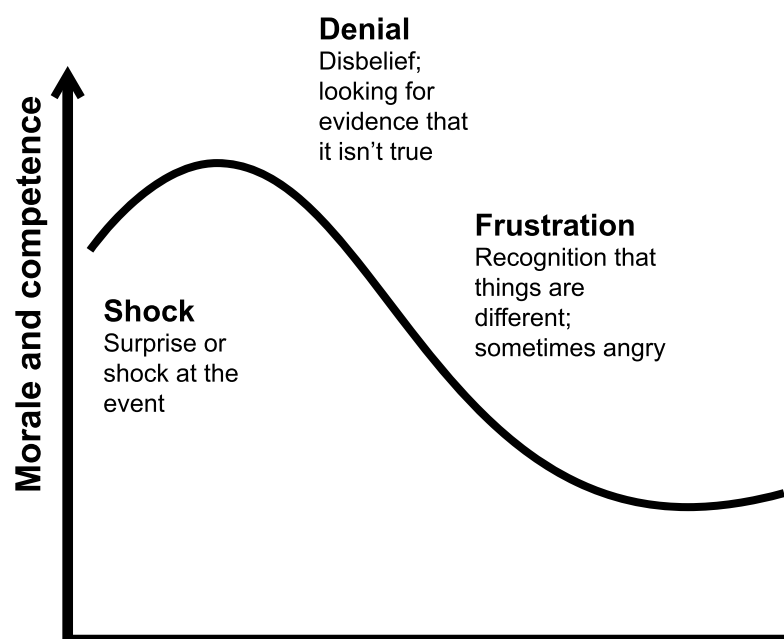 Denial
Disbelief;
looking for
evidence that
it isn’t true
Morale and competence
Frustration
Recognition that
things are
different;
sometimes angry
Shock
Surprise or
shock at the
event